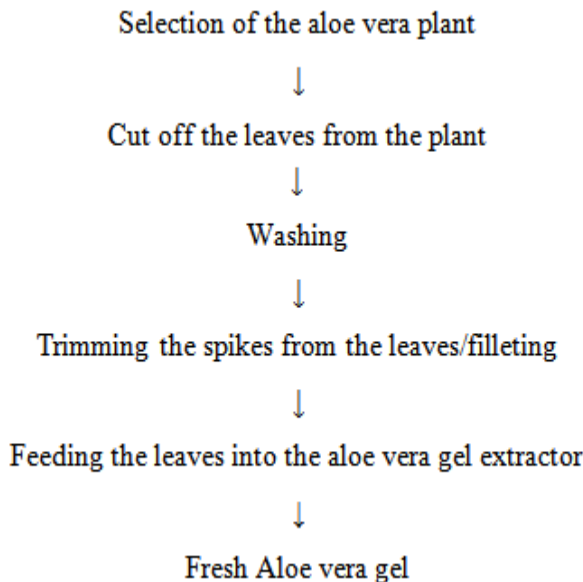 Selection of the aloe vera plant
↓
Cut off the leaves from the plant
↓
Washing
↓
Trimming the spikes from the leaves/filleting
↓
Feeding the leaves into the aloe vera gel extractor
↓
Fresh Aloe vera gel